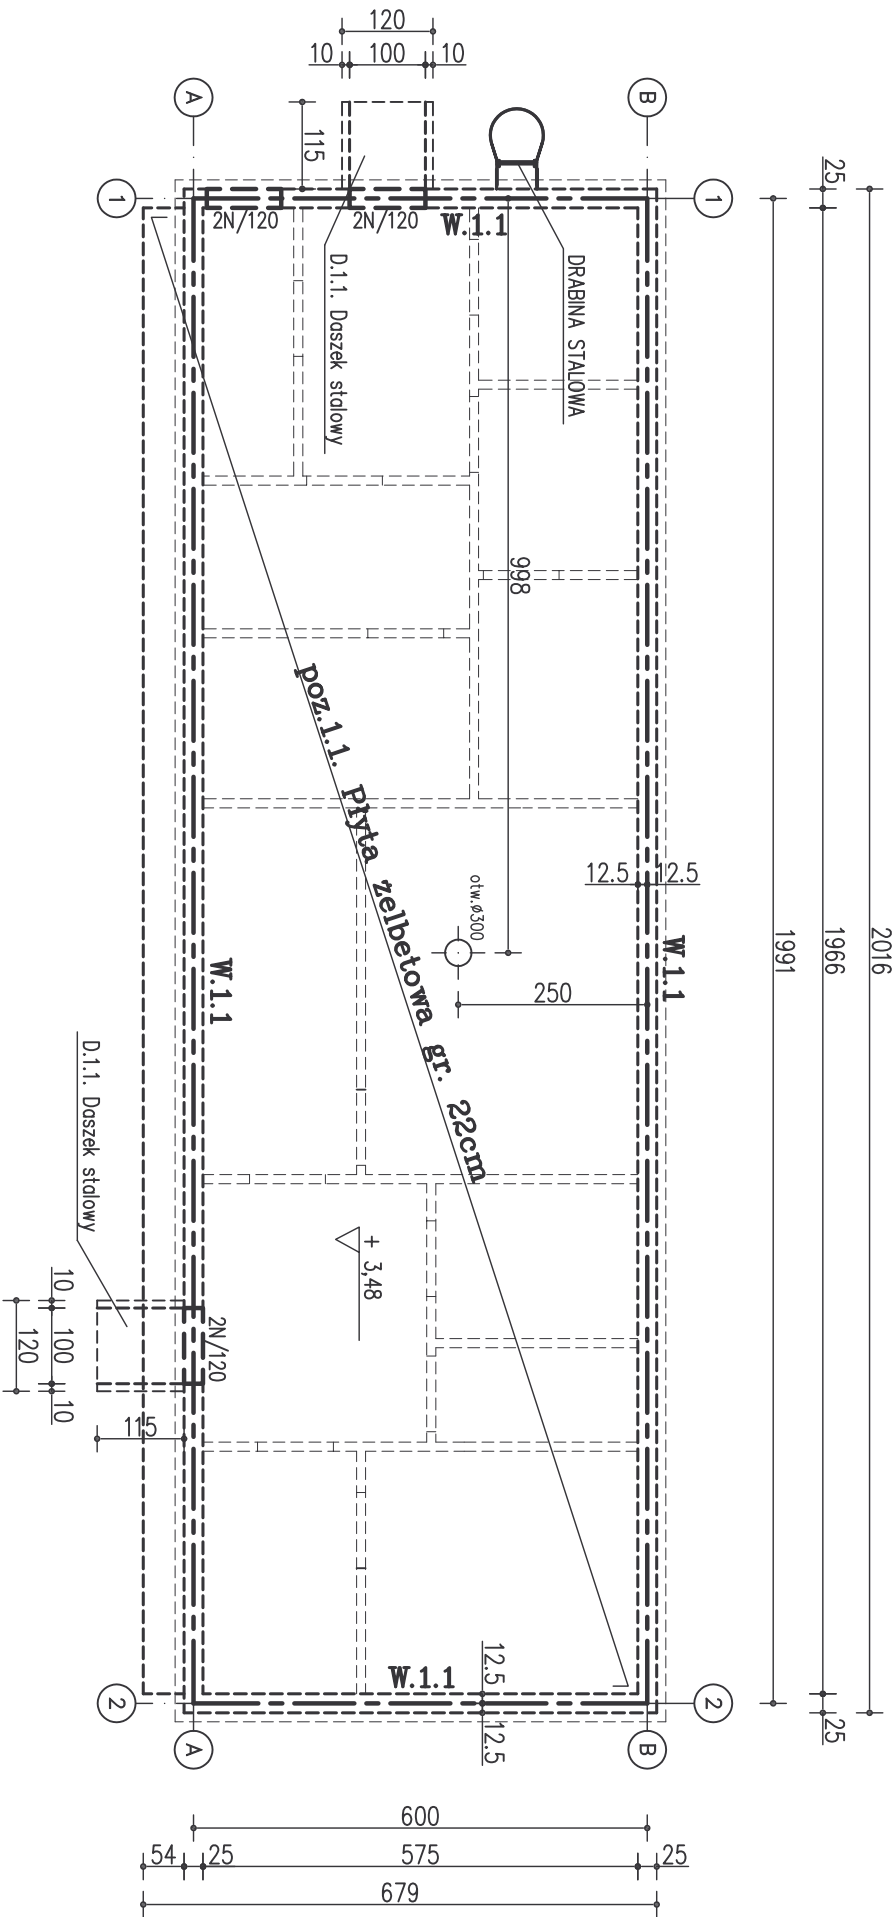 120
10 100 10
115
A
B
1
1
25
2N/120
2N/120
W.1.1
D.1.1. Daszek stalowy
DRABINA STALOWA
998
poz.1.1. Płyta żelbetowa gr. 22cm
otw.ø300
250
12.5 12.5
W.1.1
1991
1966
2016
W.1.1
D.1.1. Daszek stalowy
+ 3,48
2N/120
10 100 10
120
115
W.1.1
12.5 12.5
2
2
25
A
B
600
54 25 575 25
679